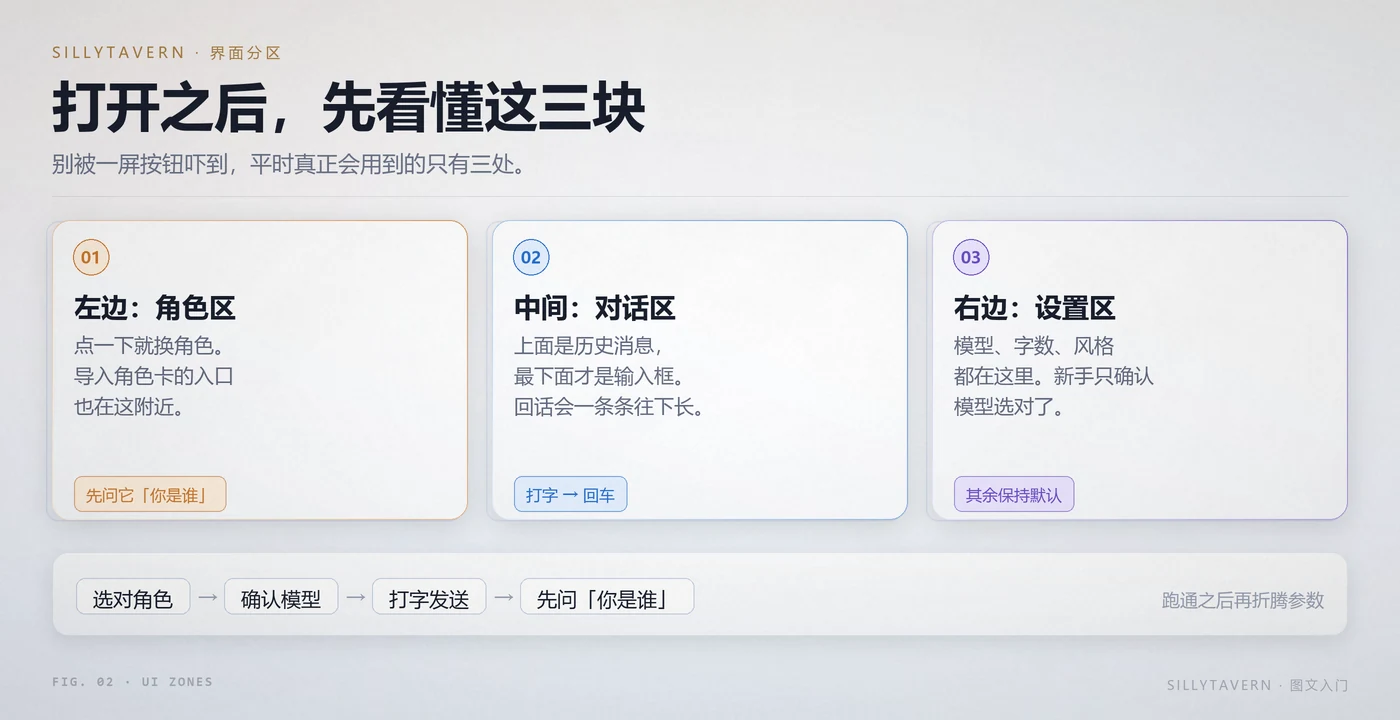 SILLYTAVERN · 界面分区
打开之后，先看懂这三块
别被一屏按钮吓到，平时真正会用到的只有三处。
01
左边：角色区
点一下就换角色。
导入角色卡的入口
也在这附近。
先问它「你是谁」
02
中间：对话区
上面是历史消息，
最下面才是输入框。
回话会一条条往下长。
打字 → 回车
03
右边：设置区
模型、字数、风格
都在这里。新手只确认
模型选对了。
其余保持默认
选对角色 → 确认模型 → 打字发送 → 先问「你是谁」
跑通之后再折腾参数
FIG. 02 · UI ZONES
SILLYTAVERN · 图文入门